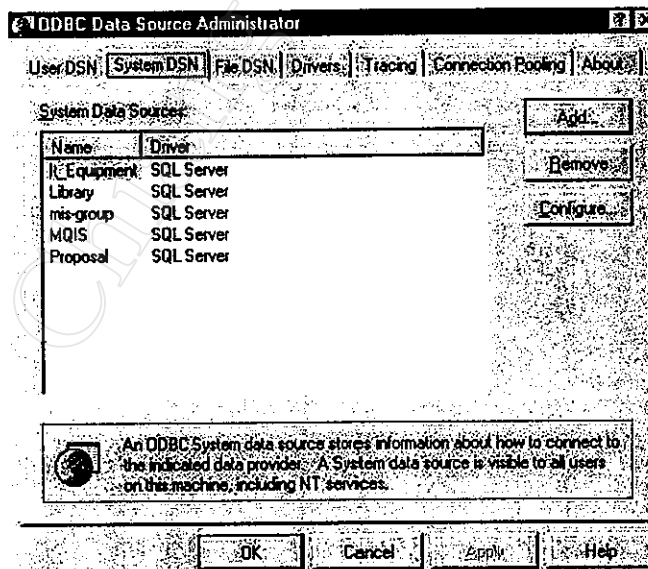 ODBC Data Source Administrator
User DSN System DSN File DSN Drivers Tracing Connection Pooling About
System Data Sources:
Add...
Name Driver
Remove
R_Equipment SQL Server
Library SQL Server
Configure...
mis-group SQL Server
MQIS SQL Server
Proposal SQL Server
An ODBC System data source stores information about how to connect to
the indicated data provider. A System data source is visible to all users
on this machine, including NT services.
OK Cancel Apply Help